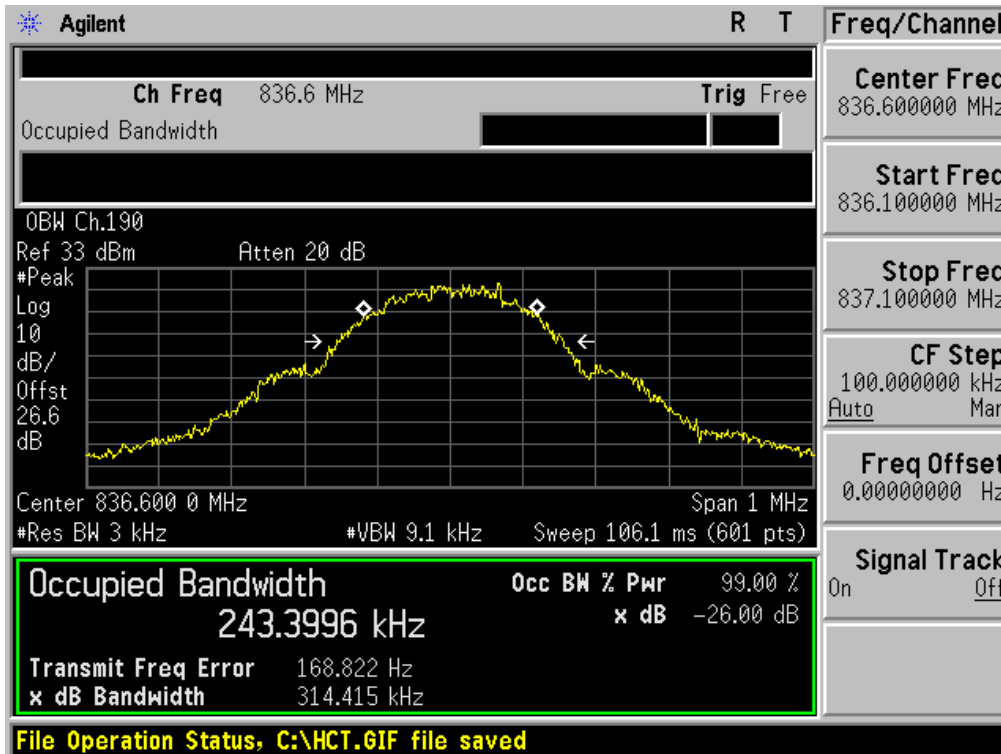 Agilent R T
Ch Freq 836.6 MHz Trig Free
Occupied Bandwidth
OBW Ch.190
Ref 33 dBm Atten 20 dB
#Peak
Log
10
dB/
Offst
26.6
dB
Center 836.600 0 MHz Span 1 MHz
#Res BW 3 kHz #VBW 9.1 kHz Sweep 106.1 ms (601 pts)
Occupied Bandwidth
243.3996 kHz
Occ BW % Pwr 99.00 %
x dB -26.00 dB
Transmit Freq Error 168.822 Hz
x dB Bandwidth 314.415 kHz
File Operation Status, C:\HCT.GIF file saved
Freq/Channel
Center Freq
836.600000 MHz
Start Freq
836.100000 MHz
Stop Freq
837.100000 MHz
CF Step
100.000000 kHz
Auto Man
Freq Offset
0.00000000 Hz
Signal Track
On Off